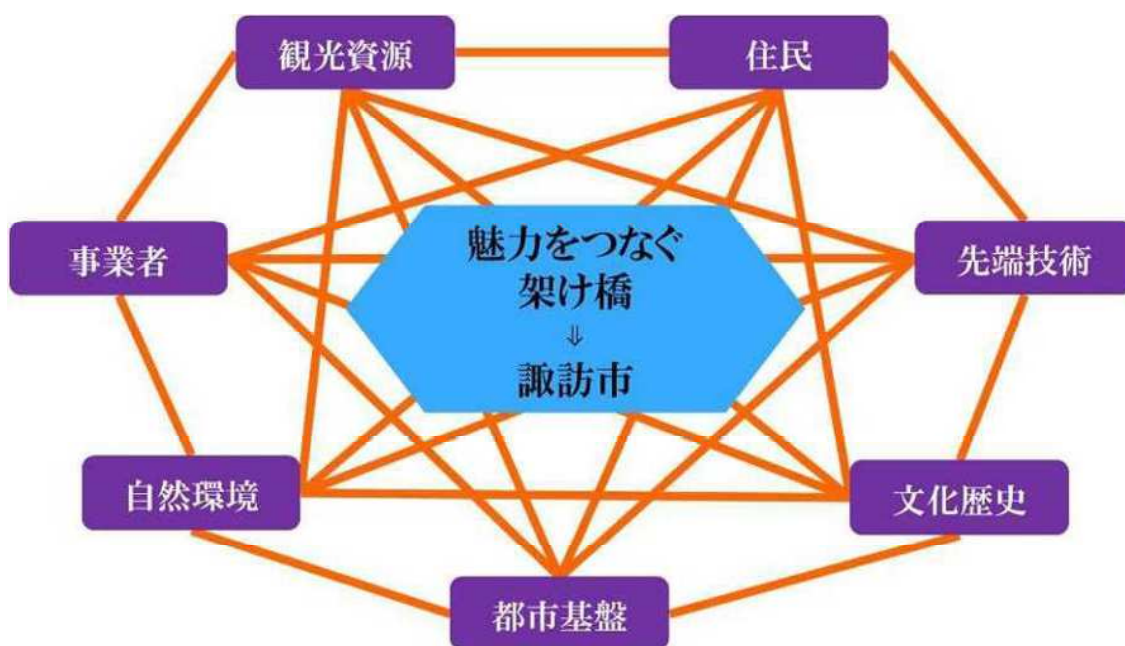 観光資源
住民
事業者
魅力をつなぐ
架け橋
⇓
諏訪市
先端技術
自然環境
文化歴史
都市基盤